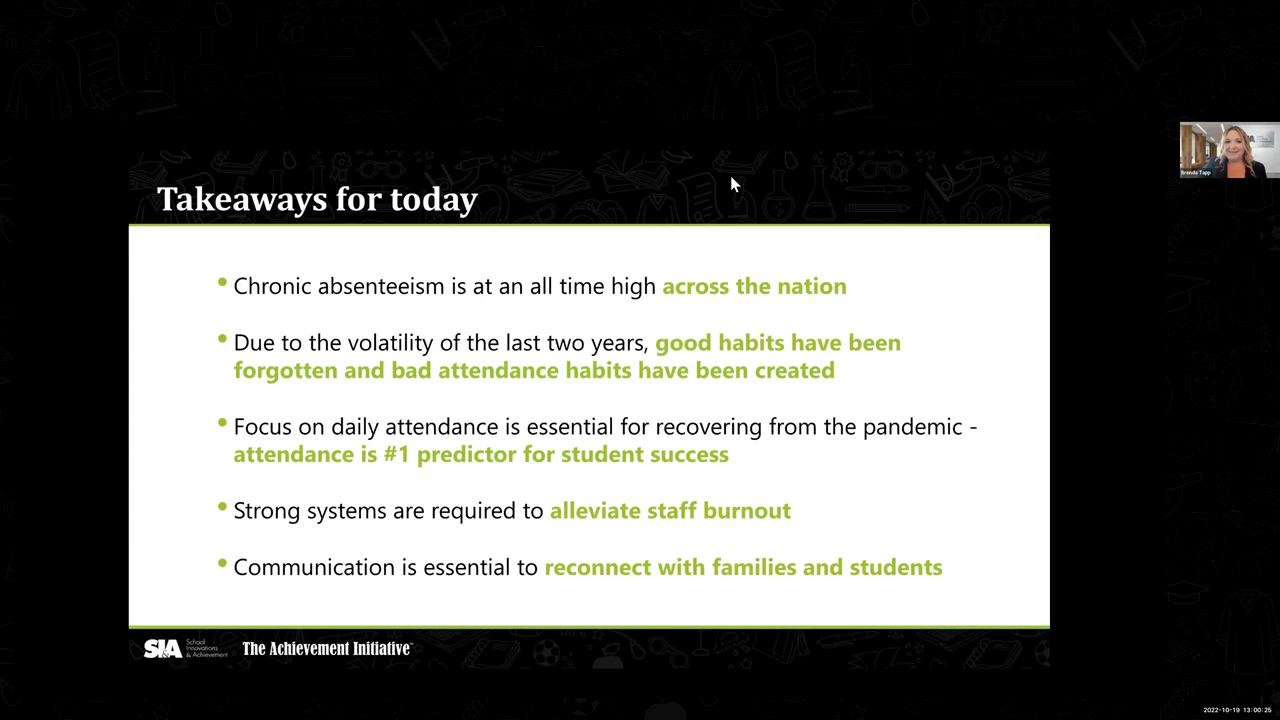 Takeaways for today
• Chronic absenteeism is at an all time high across the nation
• Due to the volatility of the last two years, good habits have been
forgotten and bad attendance habits have been created
• Focus on daily attendance is essential for recovering from the pandemic -
attendance is #1 predictor for student success
• Strong systems are required to alleviate staff burnout
• Communication is essential to reconnect with families and students
SI&A School
Innovations
& Achievement
The Achievement Initiative
Brenda Tapp
2022-10-19 13:00:25